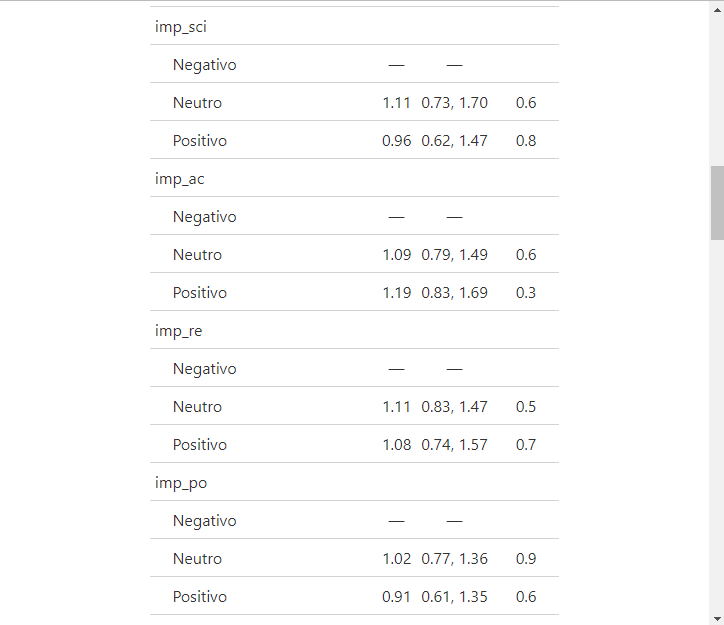 imp_sci
Negativo — —
Neutro 1.11 0.73, 1.70 0.6
Positivo 0.96 0.62, 1.47 0.8
imp_ac
Negativo — —
Neutro 1.09 0.79, 1.49 0.6
Positivo 1.19 0.83, 1.69 0.3
imp_re
Negativo — —
Neutro 1.11 0.83, 1.47 0.5
Positivo 1.08 0.74, 1.57 0.7
imp_po
Negativo — —
Neutro 1.02 0.77, 1.36 0.9
Positivo 0.91 0.61, 1.35 0.6